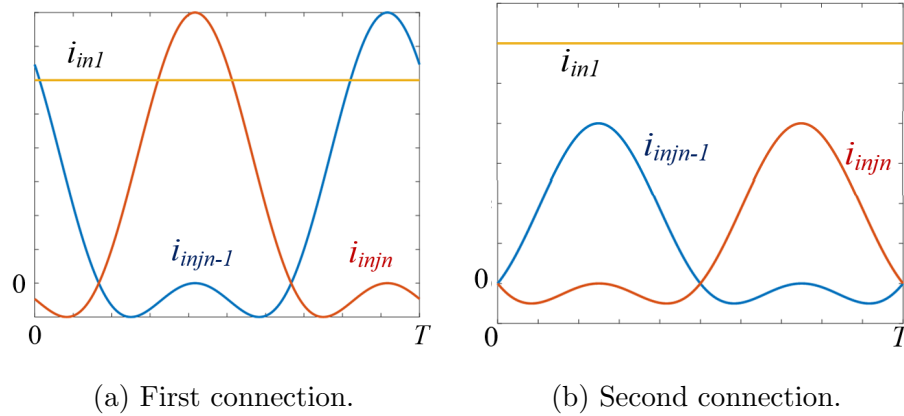 i_in1
i_injn-1
i_injn
0
0
T
(a) First connection.
i_in1
i_injn-1
i_injn
0
0
T
(b) Second connection.